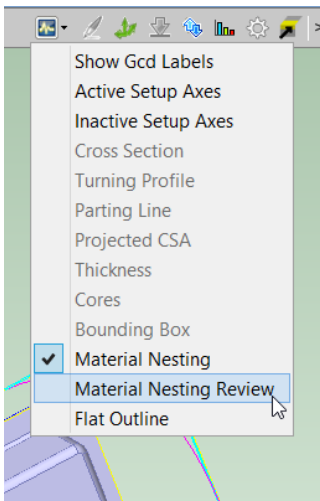 Show Gcd Labels
Active Setup Axes
Inactive Setup Axes
Cross Section
Turning Profile
Parting Line
Projected CSA
Thickness
Cores
Bounding Box
Material Nesting
Material Nesting Review
Flat Outline